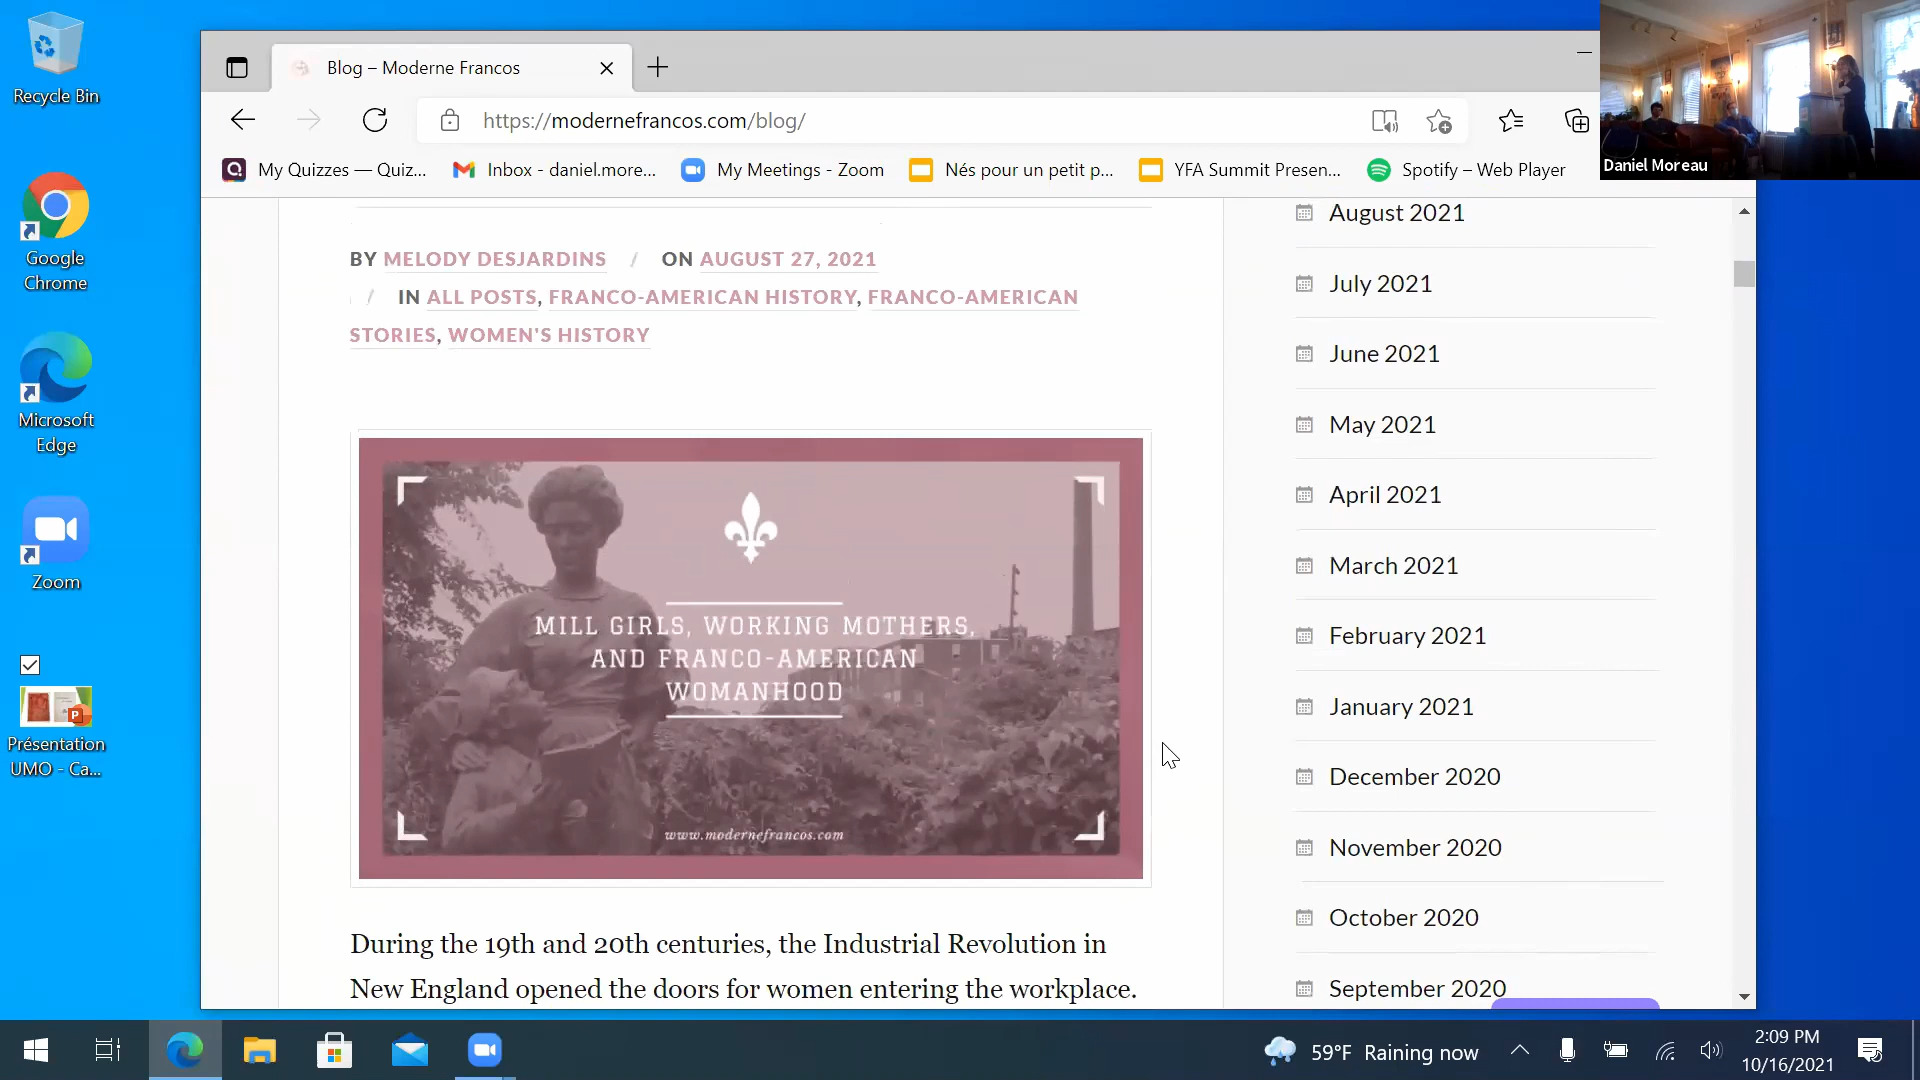 Recycle Bin
Google
Chrome
Microsoft
Edge
Zoom
Présentation
UMO - Ca...
Blog – Moderne Francos
https://modernefrancos.com/blog/
My Quizzes — Quiz...
Inbox - daniel.more...
My Meetings - Zoom
Nés pour un petit p...
YFA Summit Presen...
Spotify – Web Player
Daniel Moreau
BY MELODY DESJARDINS / ON AUGUST 27, 2021
/ IN ALL POSTS, FRANCO-AMERICAN HISTORY, FRANCO-AMERICAN
STORIES, WOMEN'S HISTORY
MILL GIRLS, WORKING MOTHERS,
AND FRANCO-AMERICAN
WOMANHOOD
www.modernefrancos.com
During the 19th and 20th centuries, the Industrial Revolution in
New England opened the doors for women entering the workplace.
August 2021
July 2021
June 2021
May 2021
April 2021
March 2021
February 2021
January 2021
December 2020
November 2020
October 2020
September 2020
59°F Raining now
2:09 PM
10/16/2021